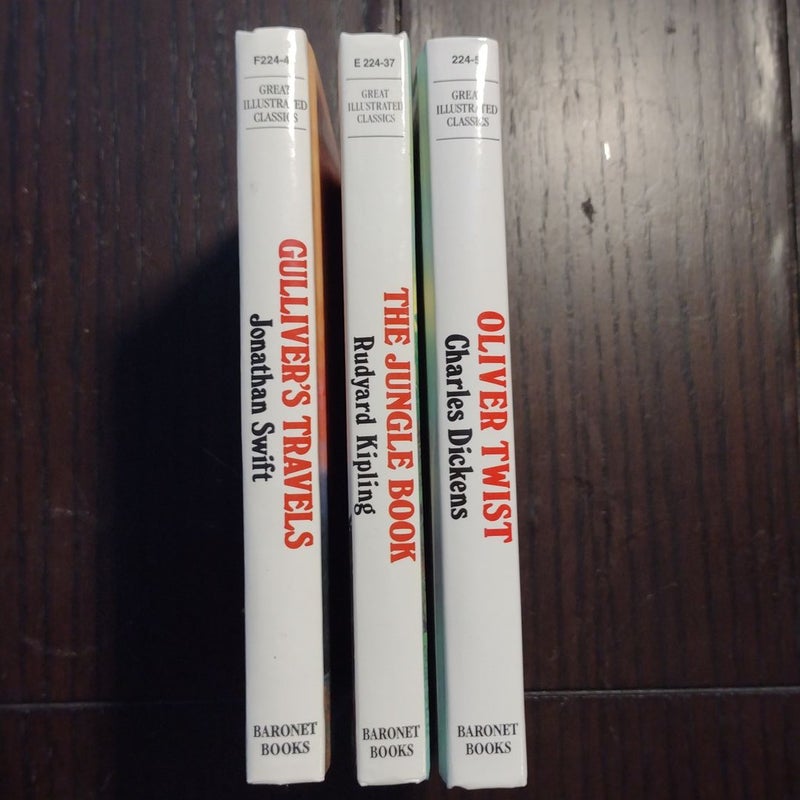 F224-4
GREAT
ILLUSTRATED
CLASSICS
GULLIVER'S TRAVELS
Jonathan Swift
BARONET
BOOKS
E 224-37
GREAT
ILLUSTRATED
CLASSICS
THE JUNGLE BOOK
Rudyard Kipling
BARONET
BOOKS
224-5
GREAT
ILLUSTRATED
CLASSICS
OLIVER TWIST
Charles Dickens
BARONET
BOOKS